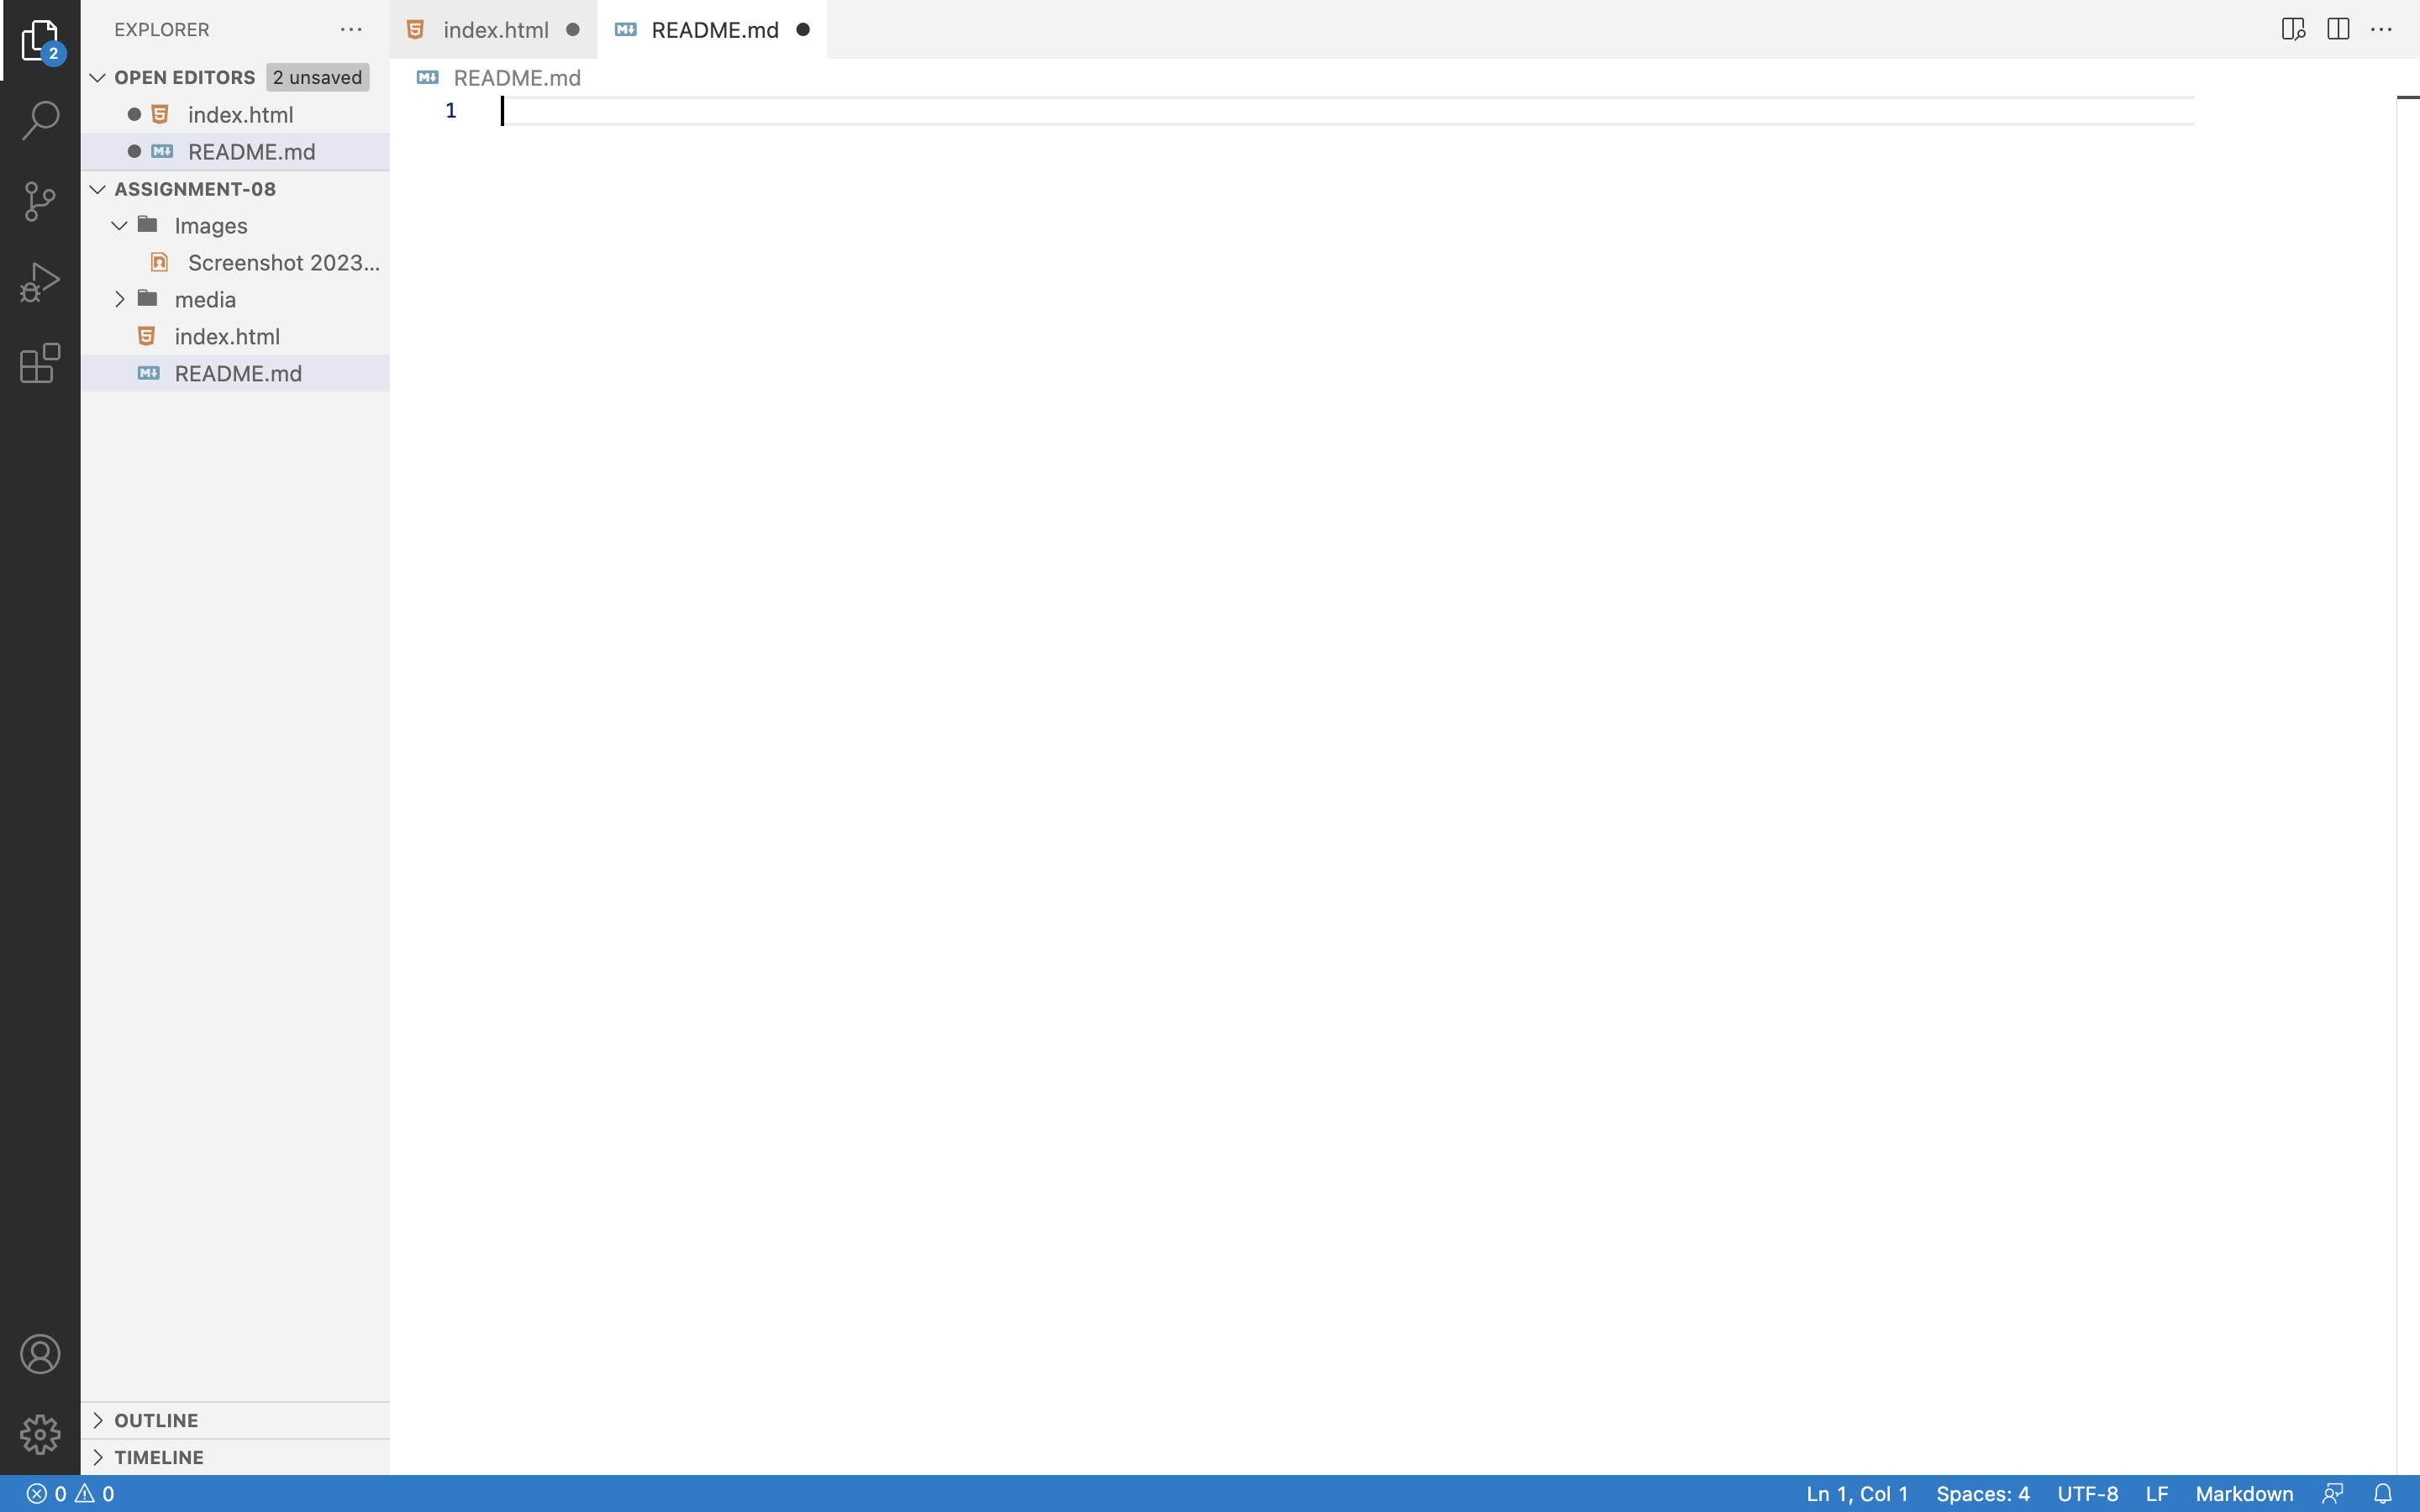 2
EXPLORER
OPEN EDITORS 2 unsaved
index.html
README.md
ASSIGNMENT-08
Images
Screenshot 2023...
media
index.html
README.md
OUTLINE
TIMELINE
index.html README.md
README.md
1
0 0 Ln 1, Col 1 Spaces: 4 UTF-8 LF Markdown